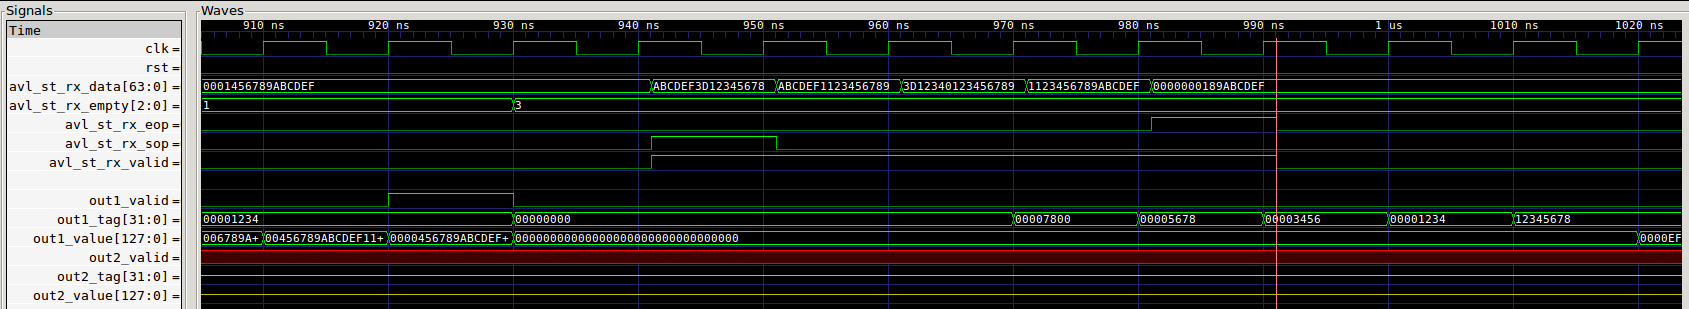 Signals Waves
Time 910 ns 920 ns 930 ns 940 ns 950 ns 960 ns 970 ns 980 ns 990 ns 1 us 1010 ns 1020 ns
clk =
rst =
avl_st_rx_data[63:0] = 0001456789ABCDEF ABCDEF3D12345678 ABCDEF1123456789 3D12340123456789 1123456789ABCDEF 0000000189ABCDEF
avl_st_rx_empty[2:0] = 1 3
avl_st_rx_eop =
avl_st_rx_sop =
avl_st_rx_valid =
out1_valid =
out1_tag[31:0] = 00001234 00000000 00007800 00005678 00003456 00001234 12345678
out1_value[127:0] = 006789A+ 00456789ABCDEF11+ 0000456789ABCDEF+ 00000000000000000000000000000000 0000EF
out2_valid =
out2_tag[31:0] =
out2_value[127:0] =